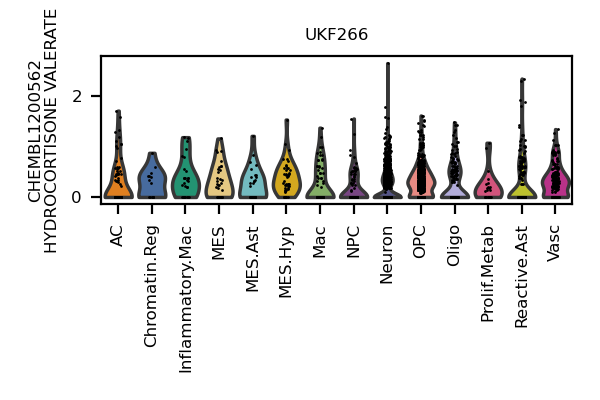 UKF266
CHEMBL1200562
HYDROCORTISONE VALERATE
2
0
AC
Chromatin.Reg
Inflammatory.Mac
MES
MES.Ast
MES.Hyp
Mac
NPC
Neuron
OPC
Oligo
Prolif.Metab
Reactive.Ast
Vasc